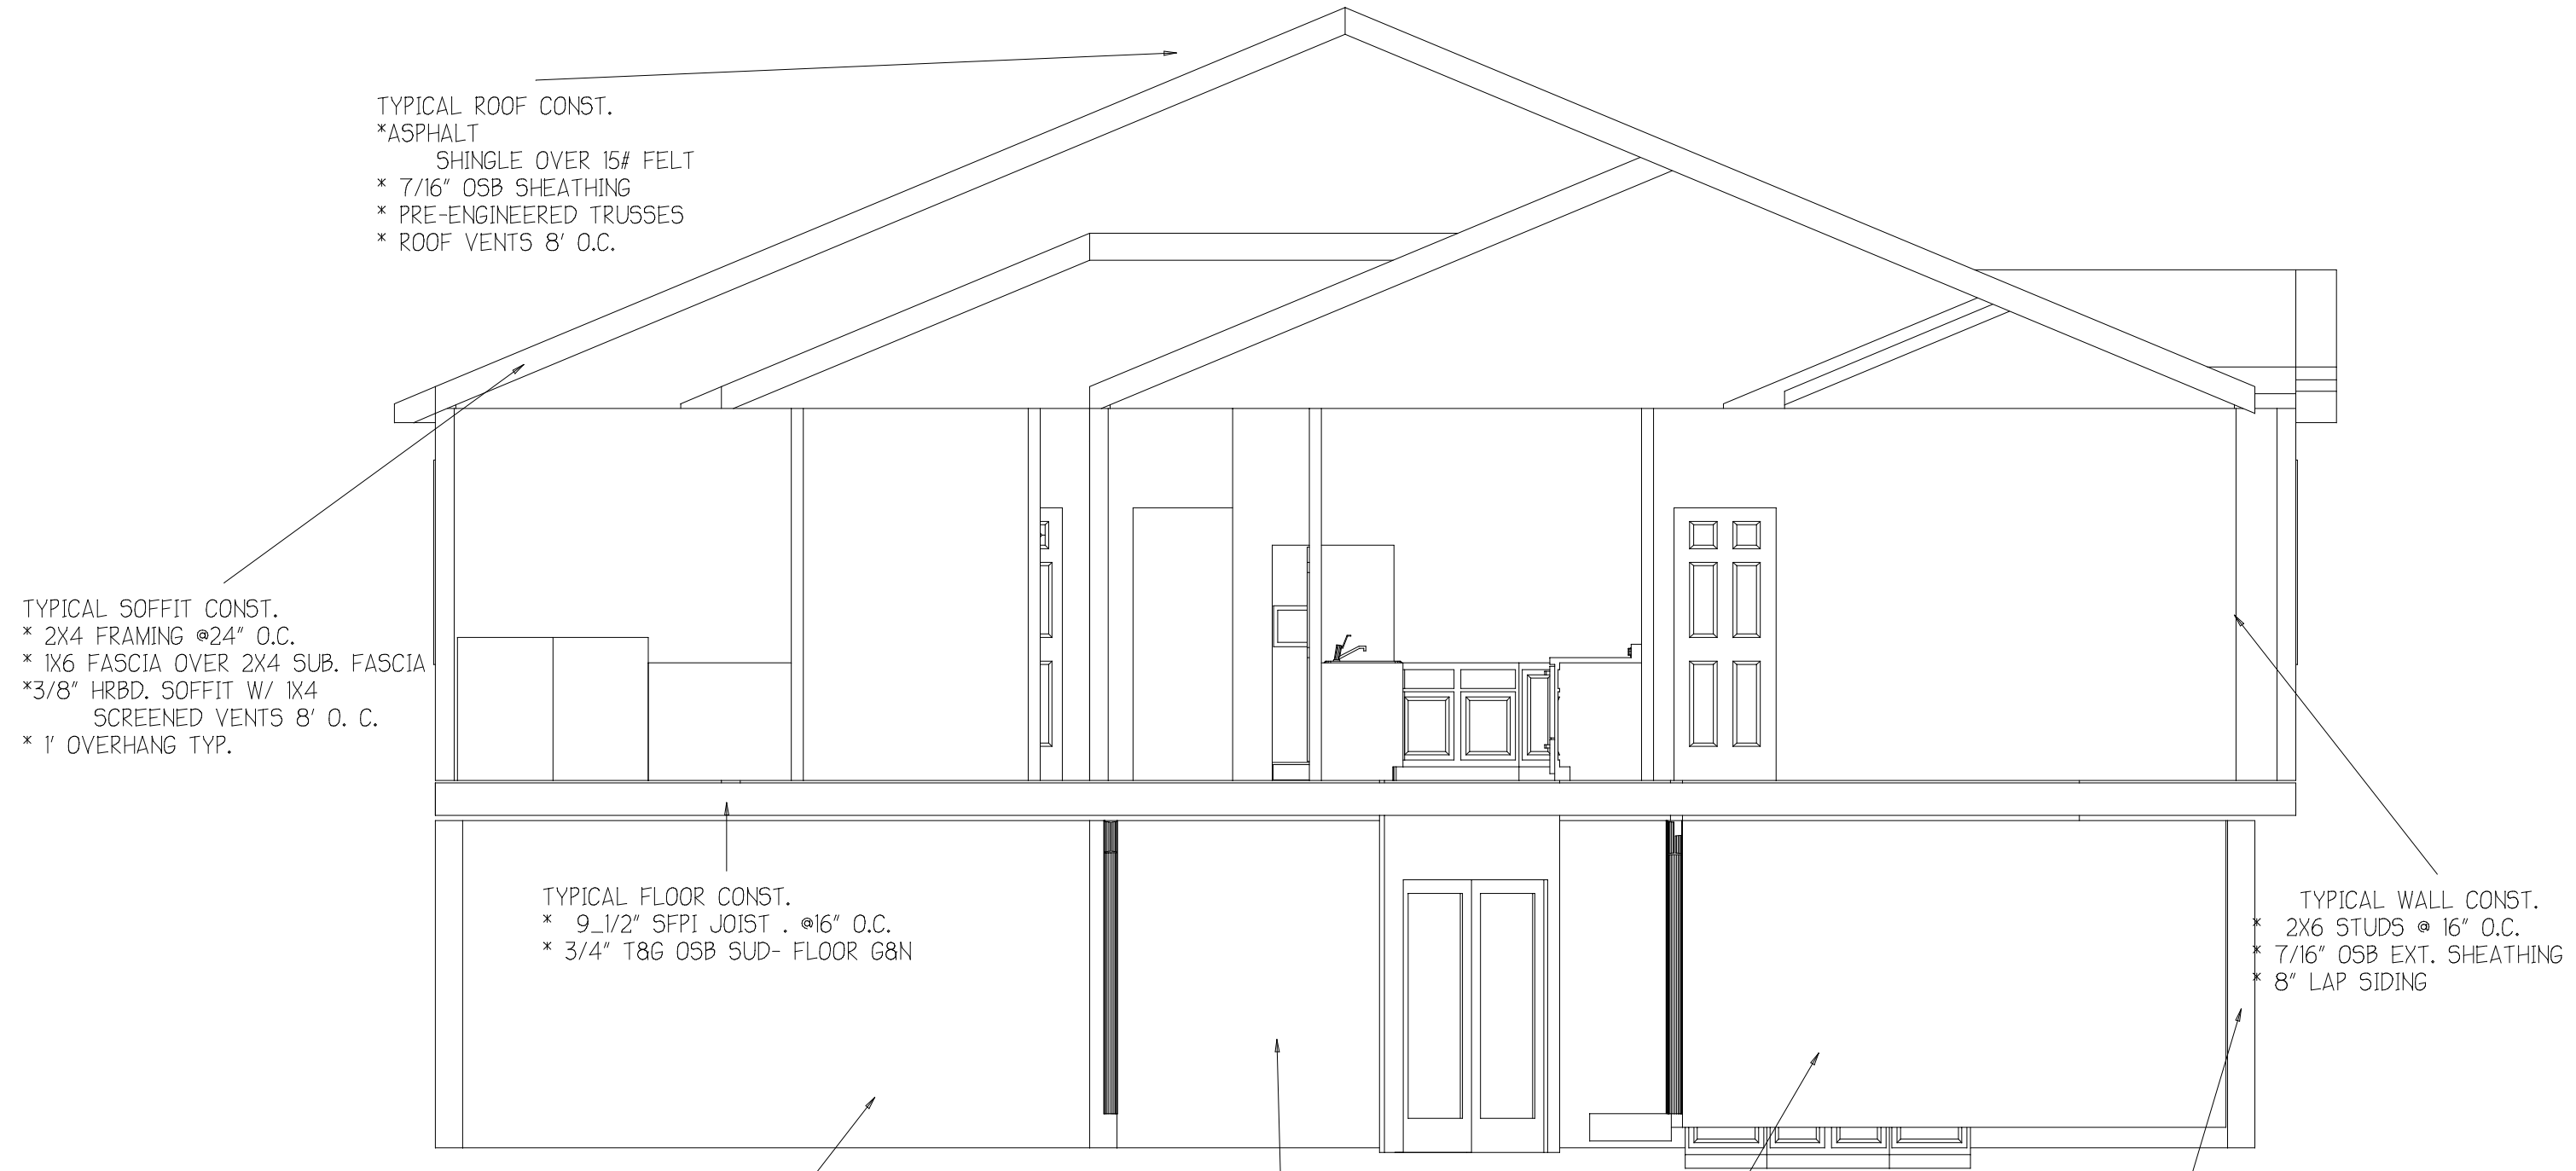 TYPICAL ROOF CONST.
*ASPHALT
SHINGLE OVER 15# FELT
* 7/16" OSB SHEATHING
* PRE-ENGINEERED TRUSSES
* ROOF VENTS 8' O.C.
TYPICAL SOFFIT CONST.
* 2X4 FRAMING @24" O.C.
* 1X6 FASCIA OVER 2X4 SUB. FASCIA
*3/8" HRBD. SOFFIT W/ 1X4
SCREENED VENTS 8' O. C.
* 1' OVERHANG TYP.
TYPICAL FLOOR CONST.
* 9_1/2" SFPI JOIST . @16" O.C.
* 3/4" T&G OSB SUD- FLOOR G&N
TYPICAL WALL CONST.
* 2X6 STUDS @ 16" O.C.
* 7/16" OSB EXT. SHEATHING
* 8" LAP SIDING